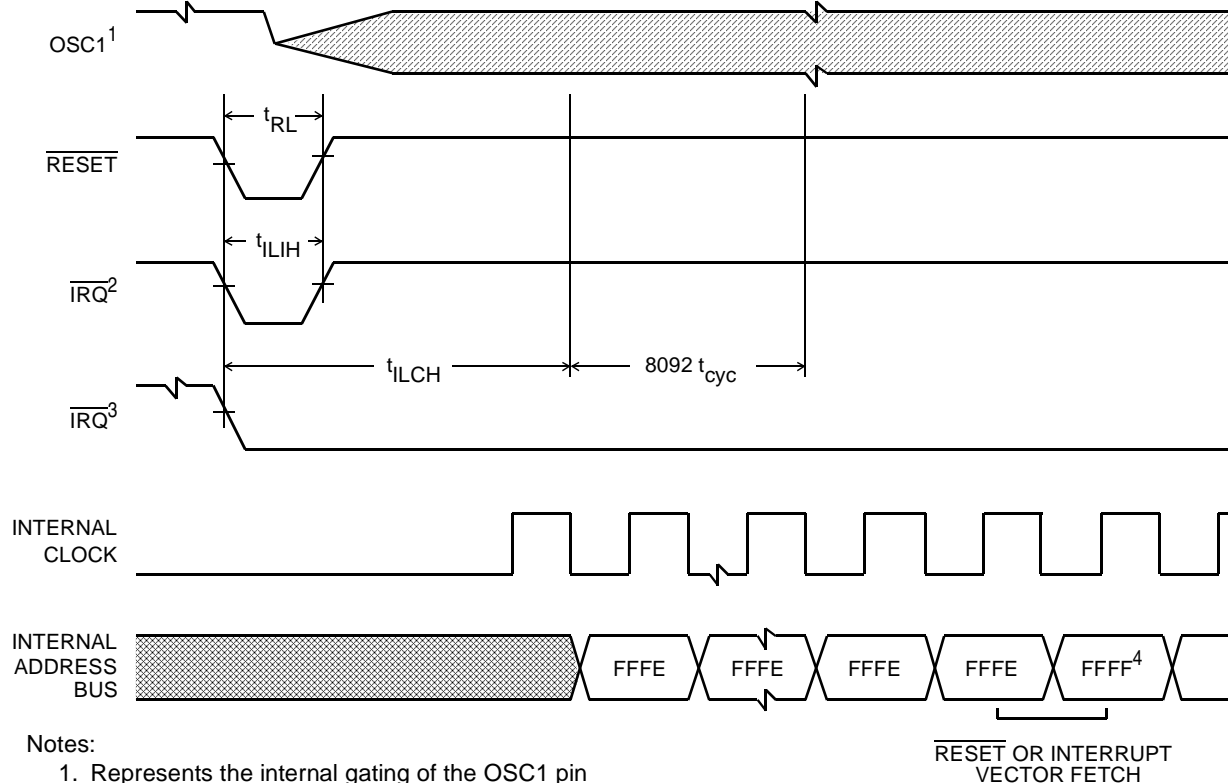 OSC1¹
t_RL
RESET
t_ILIH
IRQ²
t_ILCH
8092 t_cyc
IRQ³
INTERNAL
CLOCK
INTERNAL
ADDRESS
BUS
FFFE
FFFE
FFFE
FFFE
FFFF⁴
RESET OR INTERRUPT
VECTOR FETCH
Notes:
1. Represents the internal gating of the OSC1 pin